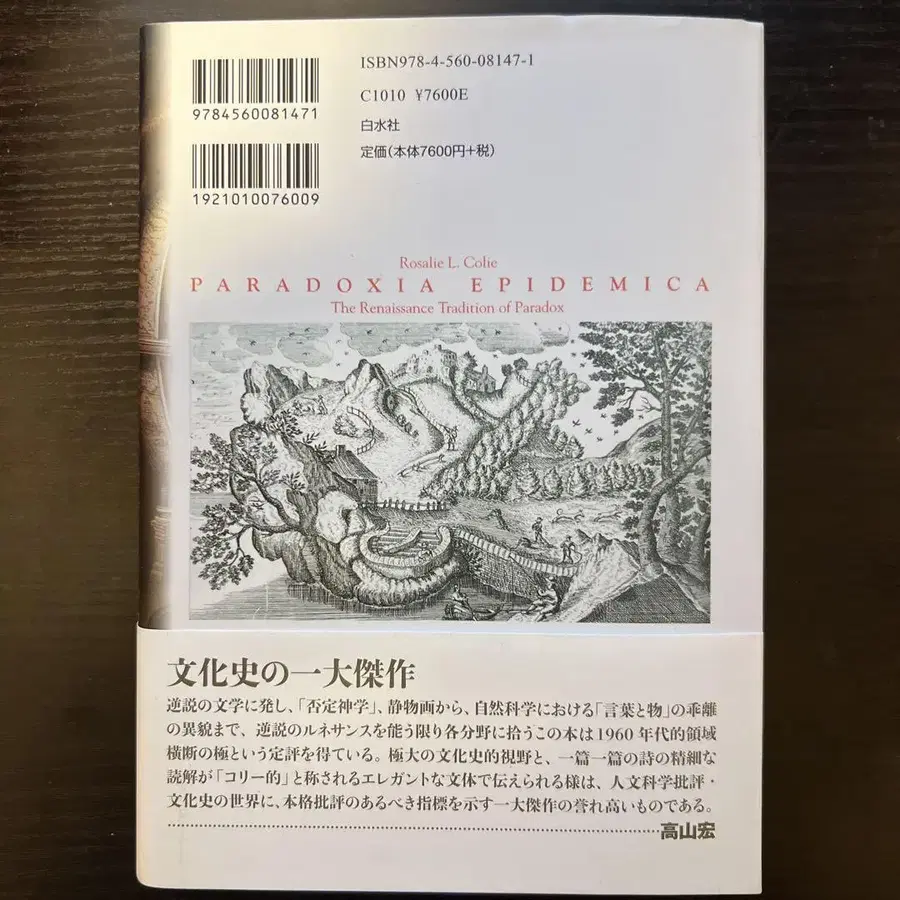 ISBN978-4-560-08147-1
9784560081471
C1010 ¥7600E
白水社
定価(本体7600円+税)
1921010076009
Rosalie L. Colie
PARADOXIA EPIDEMICA
The Renaissance Tradition of Paradox
文化史の一大傑作
逆説の文学に発し、「否定神学」、静物画から、自然科学における「言葉と物」の乖離
の異貌まで、逆説のルネサンスを能う限り各分野に拾うこの本は1960年代的領域
横断の極という定評を得ている。極大の文化史的視野と、一篇一篇の詩の精細な
読解が「コリー的」と称されるエレガントな文体で伝えられる様は、人文科学批評・
文化史の世界に、本格批評のあるべき指標を示す一大傑作の誉れ高いものである。
高山宏